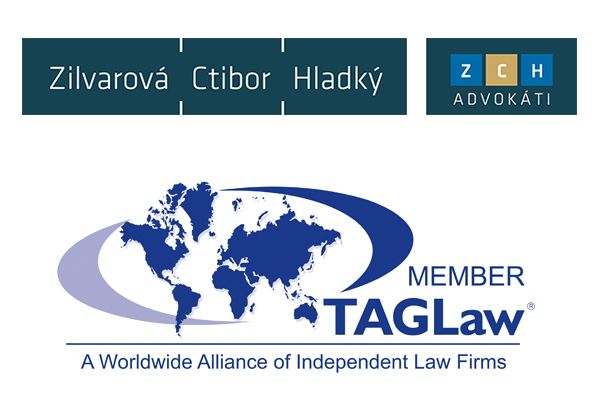 Zilvarová Ctibor Hladký
Z C H
ADVOKÁTI
MEMBER
TAGLaw®
A Worldwide Alliance of Independent Law Firms